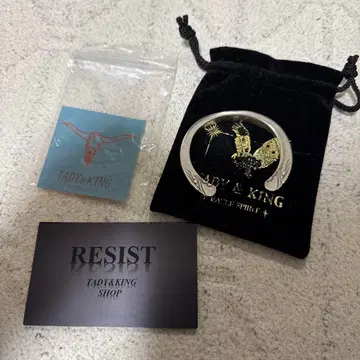 TADY&KING
ADY & KING
EAGLE SPIRIT
RESIST
TADY&KING
SHOP